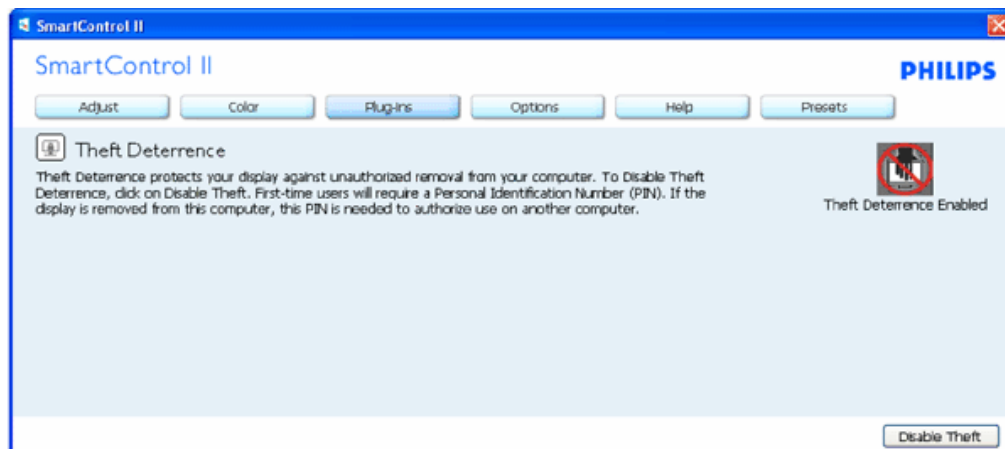 SmartControl II
SmartControl II
PHILIPS
Adjust Color Plug-Ins Options Help Presets
Theft Deterrence
Theft Deterrence protects your display against unauthorized removal from your computer. To Disable Theft
Deterrence, click on Disable Theft. First-time users will require a Personal Identification Number (PIN). If the
display is removed from this computer, this PIN is needed to authorize use on another computer.
Theft Deterrence Enabled
Disable Theft